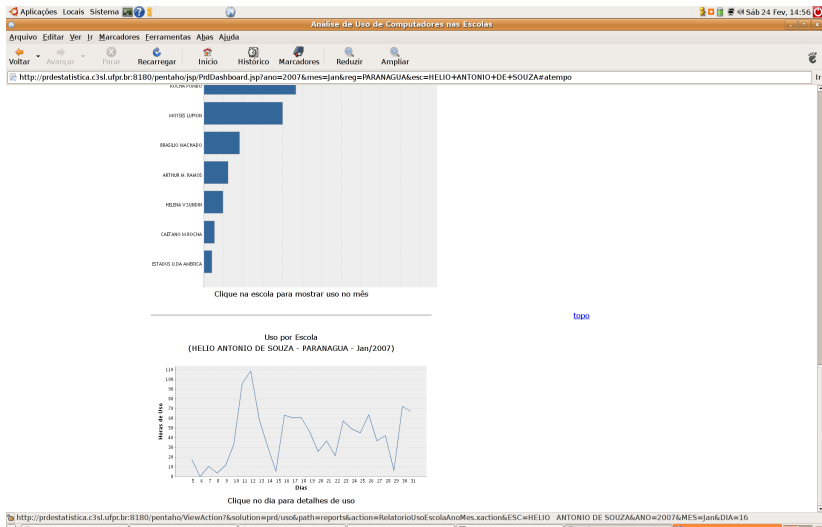 Aplicações Locais Sistema
Sáb 24 Fev, 14:56
Análise de Uso de Computadores nas Escolas
Arquivo Editar Ver Ir Marcadores Ferramentas Abas Ajuda
Voltar Avançar Parar Recarregar Início Histórico Marcadores Reduzir Ampliar
http://prdestatistica.c3sl.ufpr.br:8180/pentaho/jsp/PrdDashboard.jsp?ano=2007&mes=Jan&reg=PARANAGUA&esc=HELIO+ANTONIO+DE+SOUZA#atempo Ir
ROCHA POMBO
MOYSES LUPION
BRASILIO MACHADO
ARTHUR M. RAMOS
HELENA V.SUNDIN
CAETANO M.ROCHA
ESTADOS U.DA AMERICA
Clique na escola para mostrar uso no mês
topo
Uso por Escola
(HELIO ANTONIO DE SOUZA - PARANAGUA - Jan/2007)
110
100
90
80
70
60
50
40
30
20
10
0
Horas de Uso
5 6 7 8 9 10 11 12 13 14 15 16 17 18 19 20 21 22 23 24 25 26 27 28 29 30 31
Dias
Clique no dia para detalhes de uso
http://prdestatistica.c3sl.ufpr.br:8180/pentaho/ViewAction?&solution=prd/uso&path=reports&action=RelatorioUsoEscolaAnoMes.xaction&ESC=HELIO ANTONIO DE SOUZA&ANO=2007&MES=Jan&DIA=16